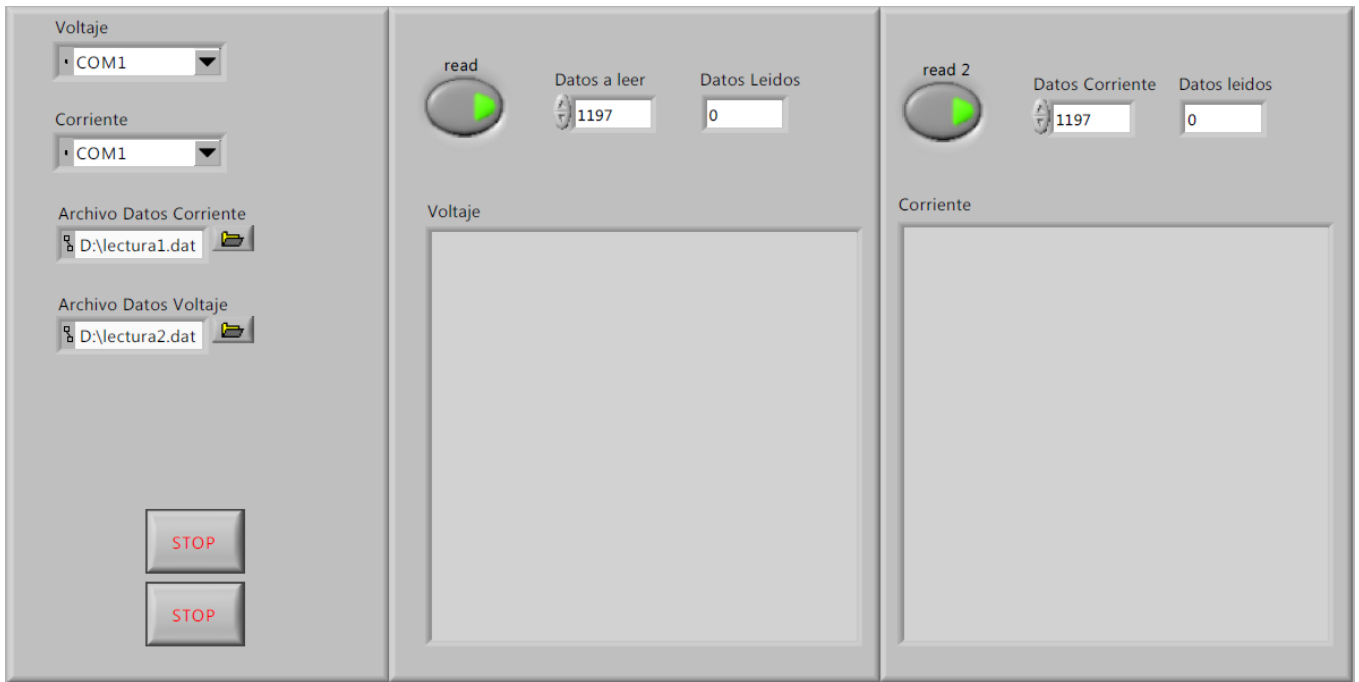 Voltaje
COM1
Corriente
COM1
Archivo Datos Corriente
D:\lectura1.dat
Archivo Datos Voltaje
D:\lectura2.dat
STOP
STOP
read
Datos a leer
Datos Leidos
1197
0
Voltaje
read 2
Datos Corriente
Datos leidos
1197
0
Corriente